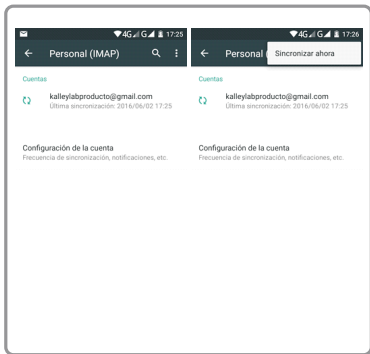 4G G 17:25
Personal (IMAP)
Cuentas
kalleylabproducto@gmail.com
Última sincronización: 2016/06/02 17:25
Configuración de la cuenta
Frecuencia de sincronización, notificaciones, etc.
4G G 17:26
Personal (
Sincronizar ahora
Cuentas
kalleylabproducto@gmail.com
Última sincronización: 2016/06/02 17:25
Configuración de la cuenta
Frecuencia de sincronización, notificaciones, etc.